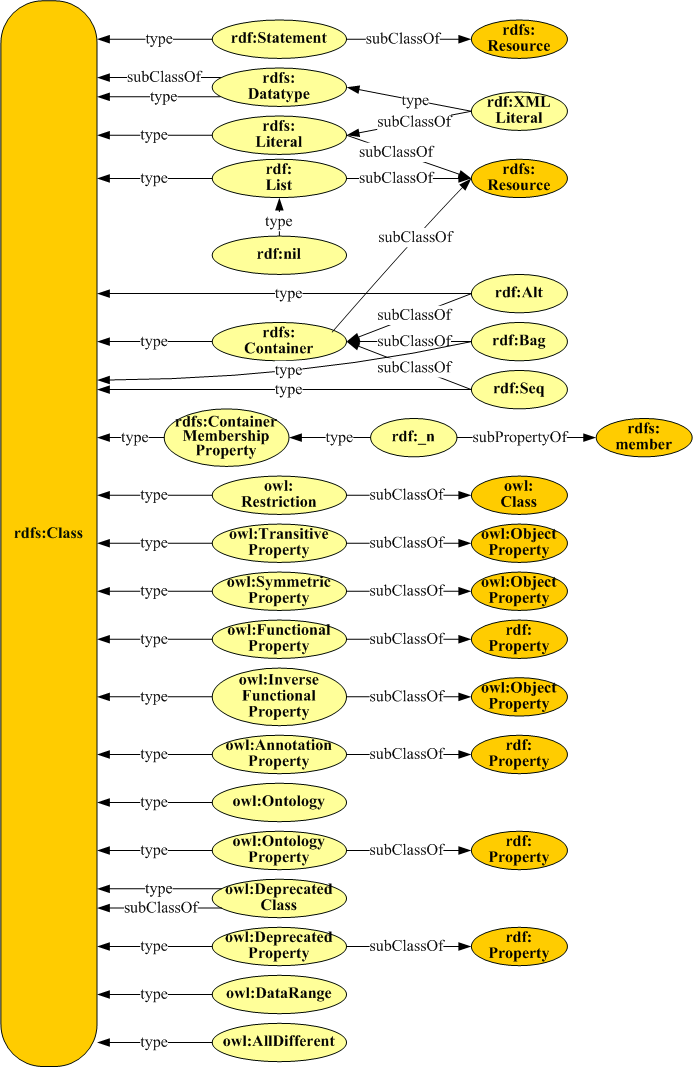 type
rdf:Statement
subClassOf
rdfs:
Resource
subClassOf
type
rdfs:
Datatype
type
rdf:XML
Literal
type
rdfs:
Literal
subClassOf
subClassOf
type
rdf:
List
subClassOf
rdfs:
Resource
type
rdf:nil
subClassOf
type
rdf:Alt
subClassOf
type
rdfs:
Container
subClassOf
rdf:Bag
type
subClassOf
type
rdf:Seq
type
rdfs:Container
Membership
Property
type
rdf:_n
subPropertyOf
rdfs:
member
type
owl:
Restriction
subClassOf
owl:
Class
rdfs:Class
type
owl:Transitive
Property
subClassOf
owl:Object
Property
type
owl:Symmetric
Property
subClassOf
owl:Object
Property
type
owl:Functional
Property
subClassOf
rdf:
Property
type
owl:Inverse
Functional
Property
subClassOf
owl:Object
Property
type
owl:Annotation
Property
subClassOf
rdf:
Property
type
owl:Ontology
type
owl:Ontology
Property
subClassOf
rdf:
Property
type
subClassOf
owl:Deprecated
Class
type
owl:Deprecated
Property
subClassOf
rdf:
Property
type
owl:DataRange
type
owl:AllDifferent